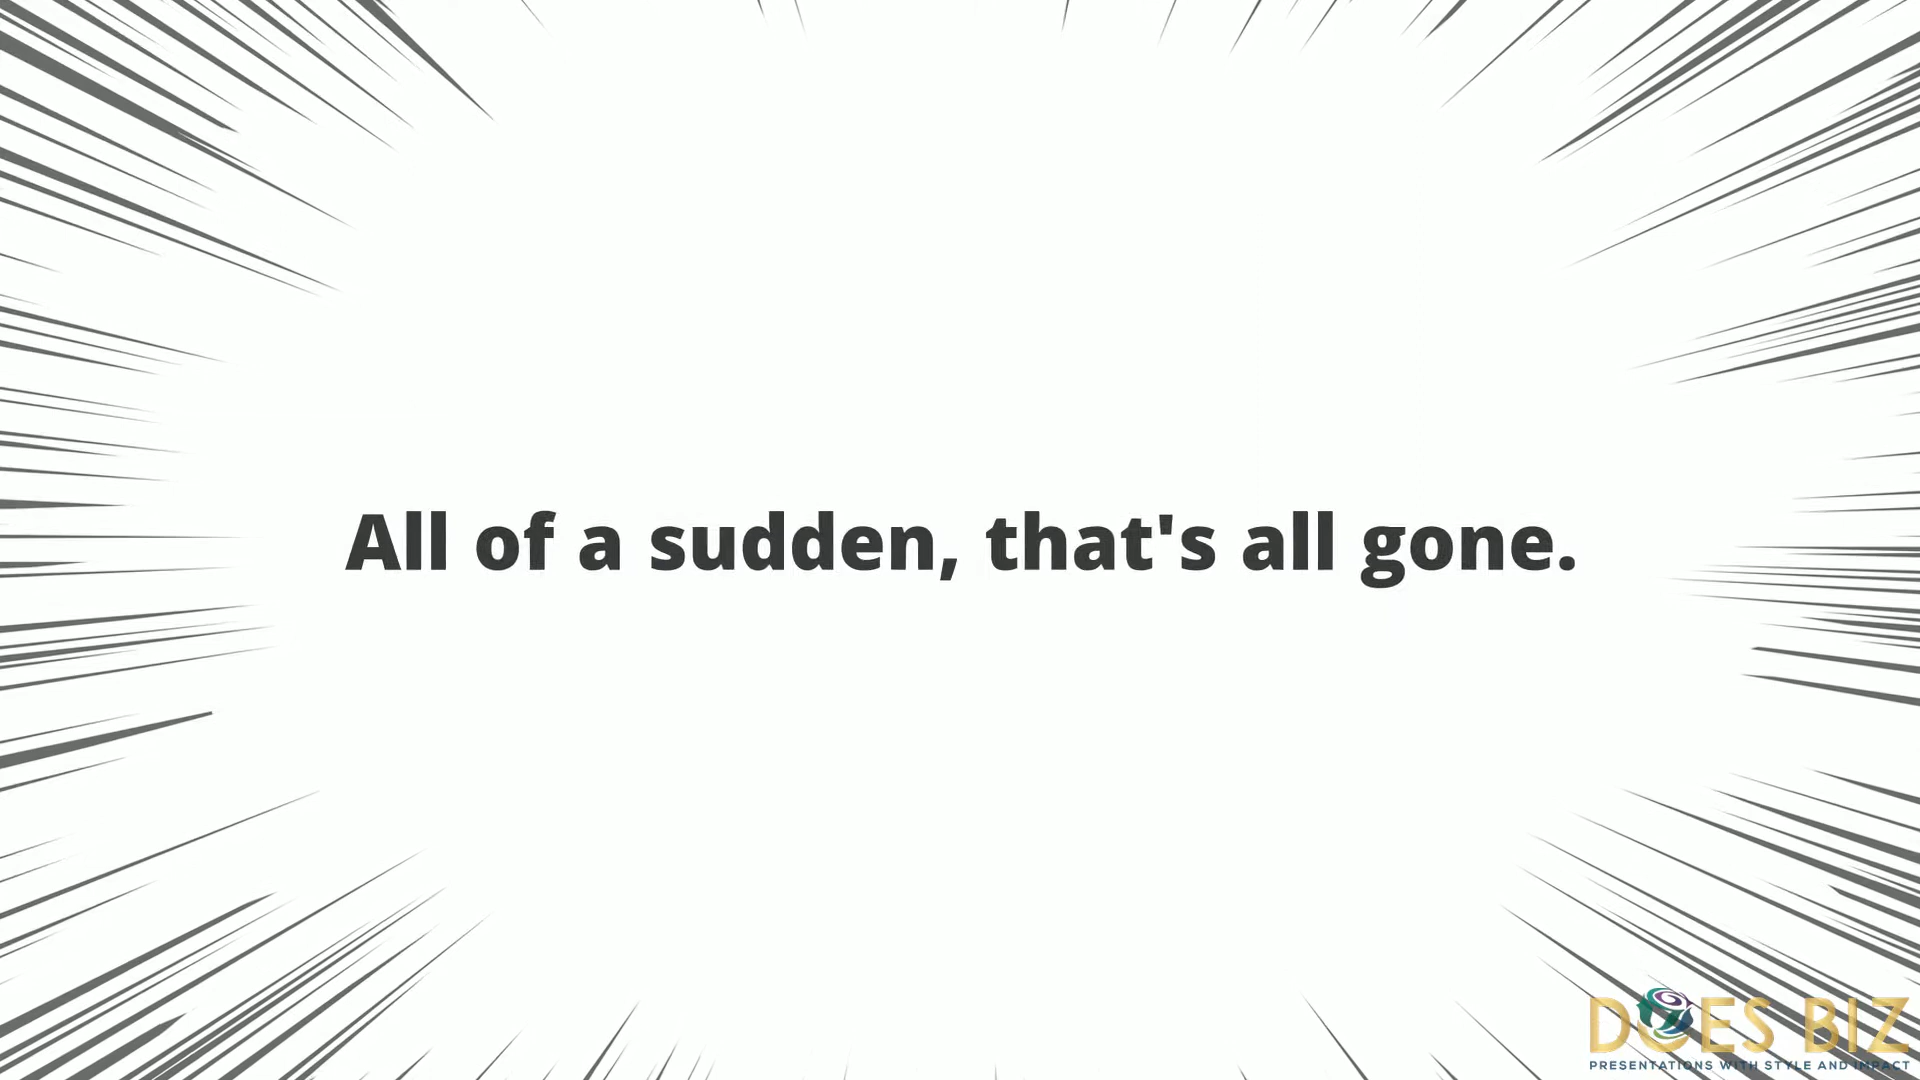 All of a sudden, that's all gone.
DOES BIZ
PRESENTATIONS WITH STYLE AND IMPACT